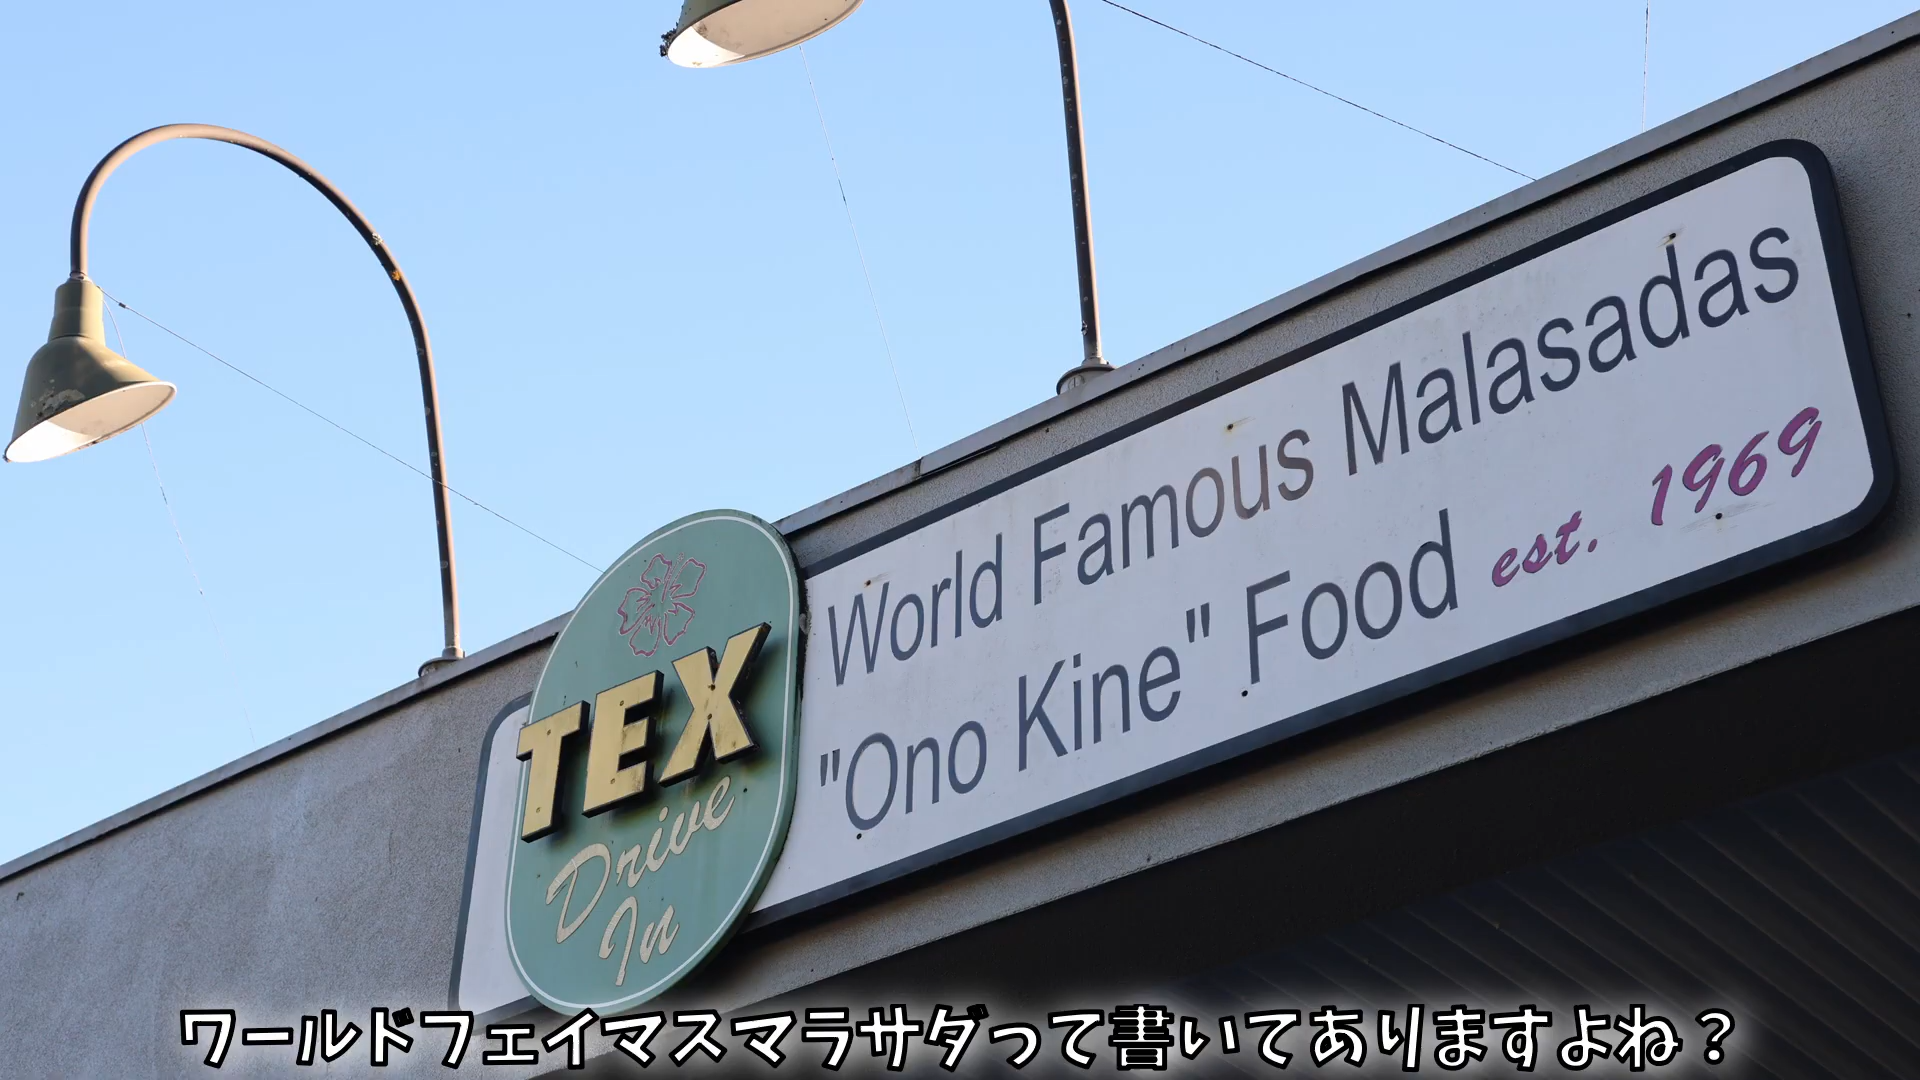 TEX
Drive
In
World Famous Malasadas
"Ono Kine" Food est. 1969
ワールドフェイマスマラサダって書いてありますよね？